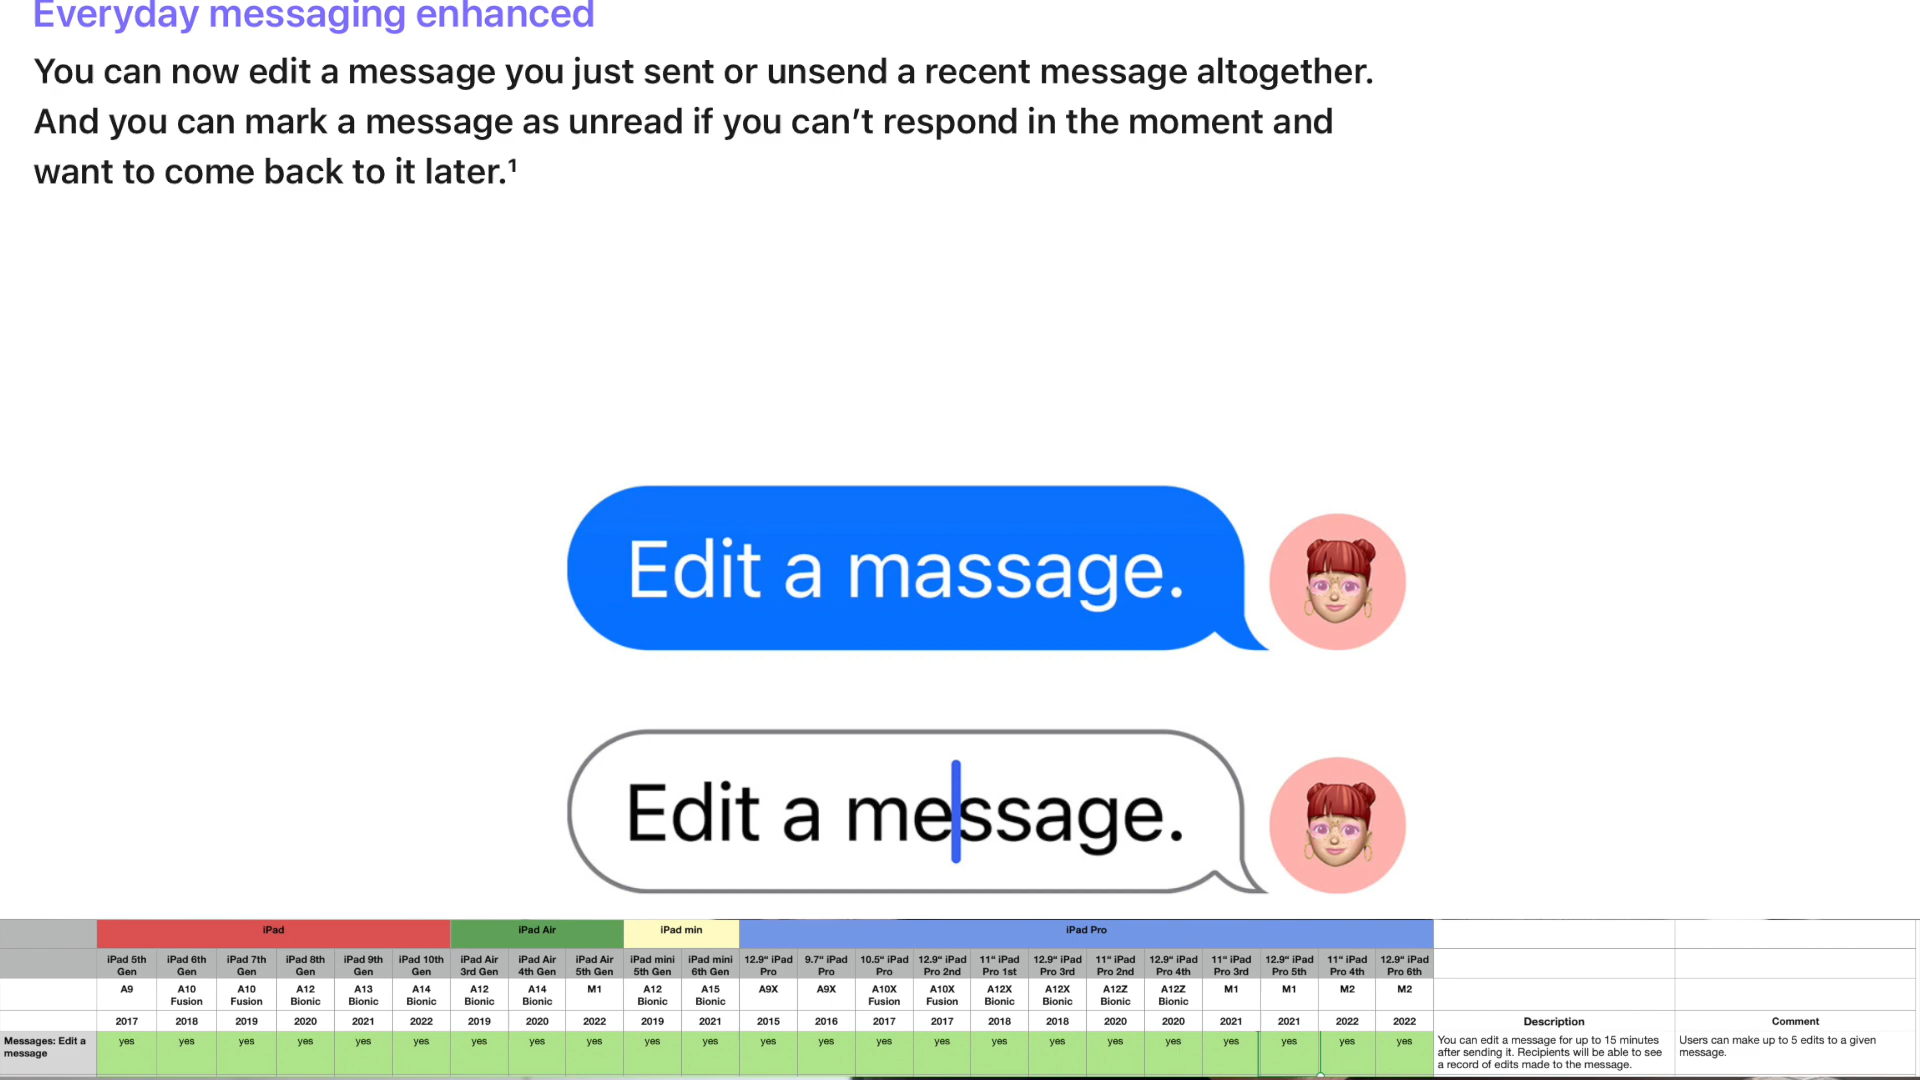 Everyday messaging enhanced
You can now edit a message you just sent or unsend a recent message altogether.
And you can mark a message as unread if you can’t respond in the moment and
want to come back to it later.¹
Edit a massage.
Edit a message.
iPad iPad Air iPad min iPad Pro
iPad 5th Gen iPad 6th Gen iPad 7th Gen iPad 8th Gen iPad 9th Gen iPad 10th Gen iPad Air 3rd Gen iPad Air 4th Gen iPad Air 5th Gen iPad mini 5th Gen iPad mini 6th Gen 12.9" iPad Pro 9.7" iPad Pro 10.5" iPad Pro 12.9" iPad Pro 2nd 11" iPad Pro 1st 12.9" iPad Pro 3rd 11" iPad Pro 2nd 12.9" iPad Pro 4th 11" iPad Pro 3rd 12.9" iPad Pro 5th 11" iPad Pro 4th 12.9" iPad Pro 6th
A9 A10 Fusion A10 Fusion A12 Bionic A13 Bionic A14 Bionic A12 Bionic A14 Bionic M1 A12 Bionic A15 Bionic A9X A9X A10X Fusion A10X Fusion A12X Bionic A12X Bionic A12Z Bionic A12Z Bionic M1 M1 M2 M2
2017 2018 2019 2020 2021 2022 2019 2020 2022 2019 2021 2015 2016 2017 2017 2018 2018 2020 2020 2021 2021 2022 2022 Description Comment
Messages: Edit a message yes yes yes yes yes yes yes yes yes yes yes yes yes yes yes yes yes yes yes yes yes yes yes
You can edit a message for up to 15 minutes
after sending it. Recipients will be able to see
a record of edits made to the message.
Users can make up to 5 edits to a given
message.